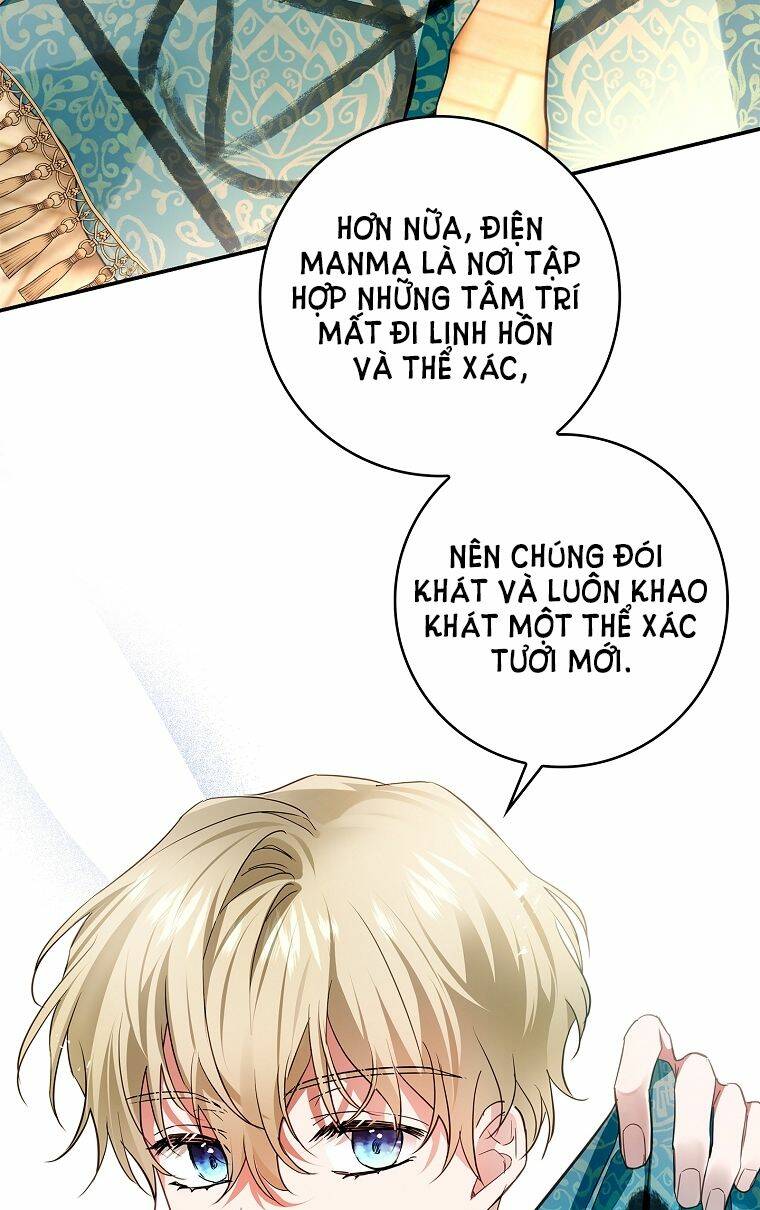 HƠN NỮA, ĐIỆN
MANMA LÀ NƠI TẬP
HỢP NHỮNG TÂM TRÍ
MẤT ĐI LINH HỒN
VÀ THỂ XÁC,
NÊN CHÚNG ĐÓI
KHÁT VÀ LUÔN KHAO
KHÁT MỘT THỂ XÁC
TƯƠI MỚI.